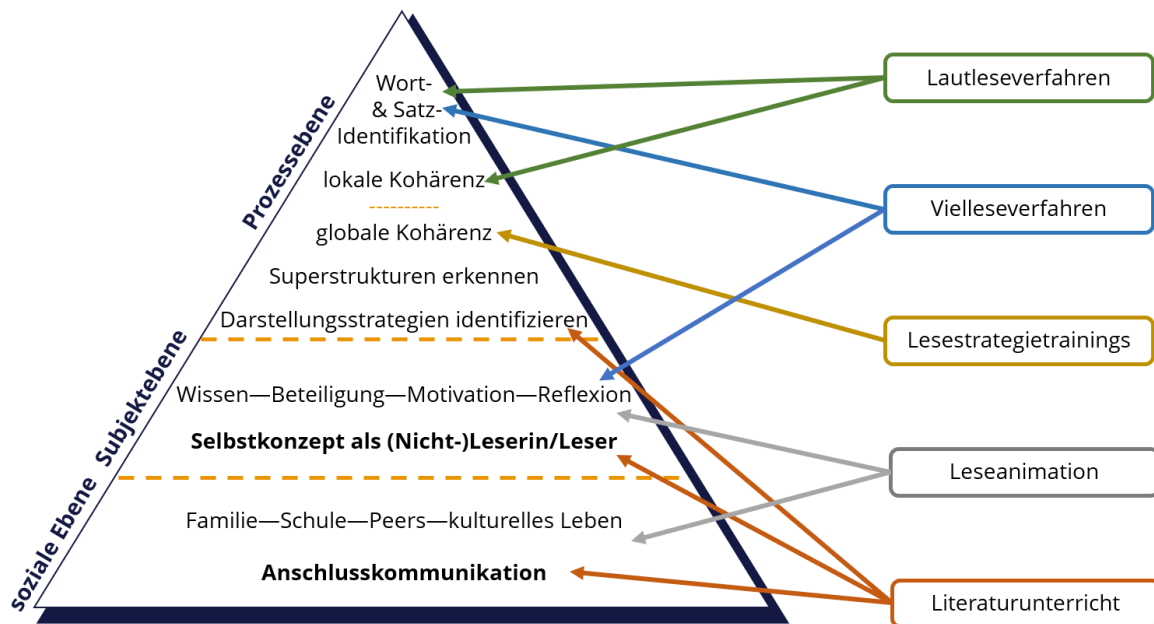 Prozessebene
Wort-
& Satz-
Identifikation
lokale Kohärenz
----------
globale Kohärenz
Superstrukturen erkennen
Darstellungsstrategien identifizieren
Subjektebene
Wissen—Beteiligung—Motivation—Reflexion
Selbstkonzept als (Nicht-)Leserin/Leser
soziale Ebene
Familie—Schule—Peers—kulturelles Leben
Anschlusskommunikation
Lautleseverfahren
Vielleseverfahren
Lesestrategietrainings
Leseanimation
Literaturunterricht